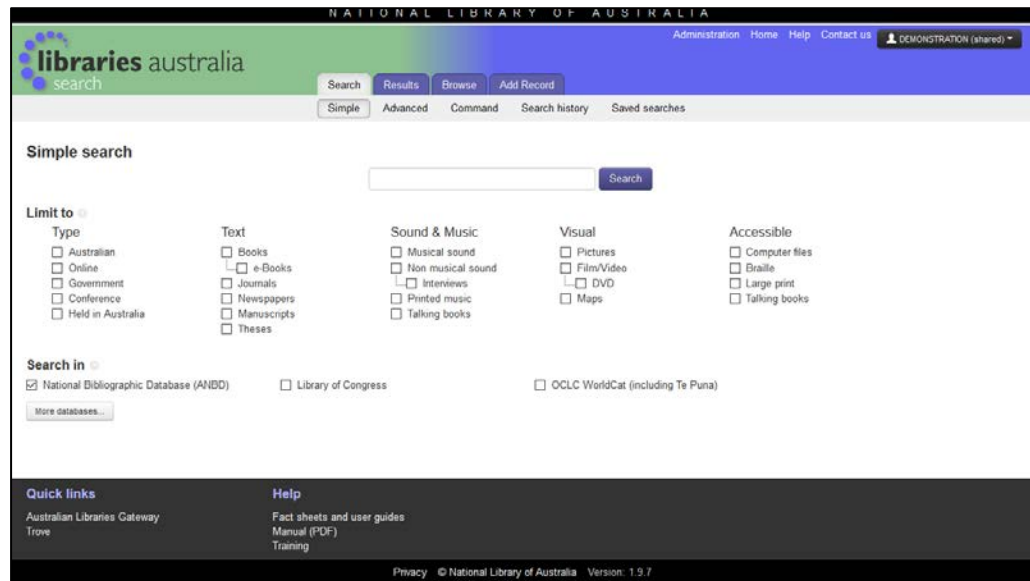 NATIONAL LIBRARY OF AUSTRALIA
Administration Home Help Contact us DEMONSTRATION (shared)
libraries australia
search
Search Results Browse Add Record
Simple Advanced Command Search history Saved searches
Simple search
Search
Limit to
Type Text Sound & Music Visual Accessible
Australian Books Musical sound Pictures Computer files
Online e-Books Non musical sound Film/Video Braille
Government Journals Interviews DVD Large print
Conference Newspapers Printed music Maps Talking books
Held in Australia Manuscripts Talking books
Theses
Search in
National Bibliographic Database (ANBD) Library of Congress OCLC WorldCat (including Te Puna)
More databases...
Quick links Help
Australian Libraries Gateway Fact sheets and user guides
Trove Manual (PDF)
Training
Privacy © National Library of Australia Version: 1.9.7